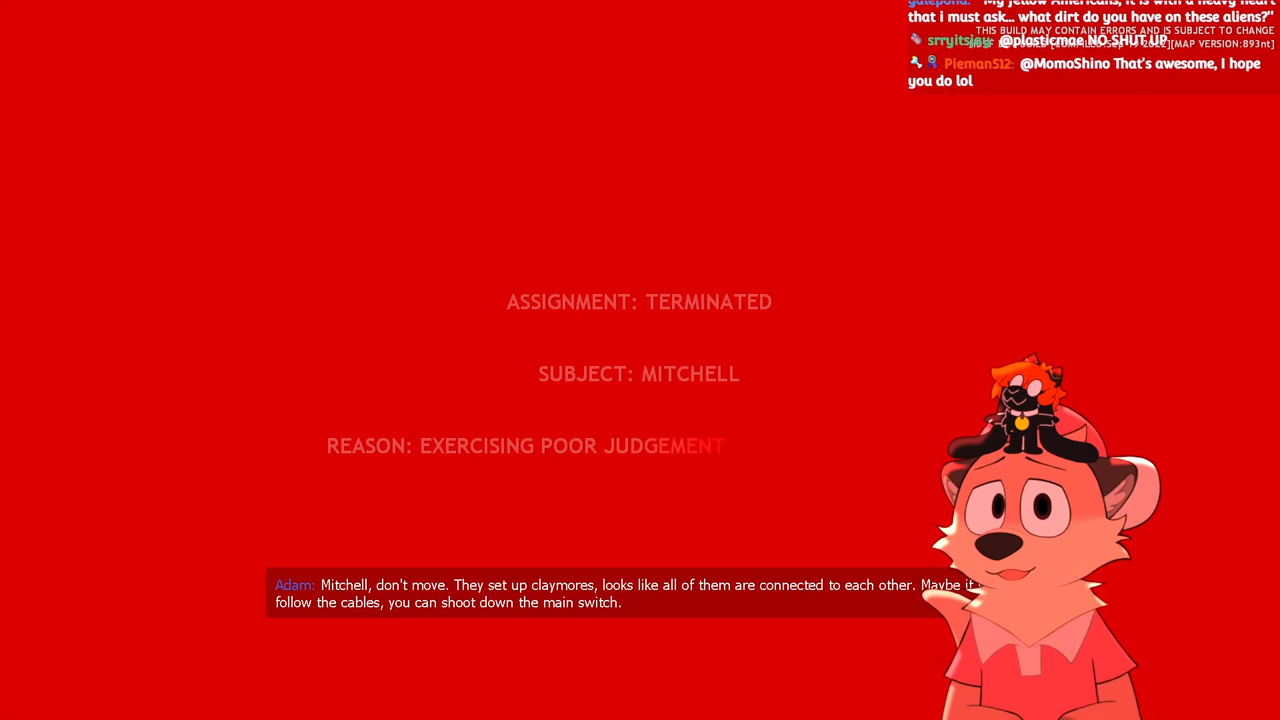 "My fellow Americans, it is with a heavy heart
that i must ask... what dirt do you have on these aliens?"
THIS BUILD MAY CONTAIN ERRORS AND IS SUBJECT TO CHANGE
@plasticmae NO SHUT UP
[MAP VERSION:893nt]
Pieman512: @MomoShino That's awesome, I hope
you do lol
ASSIGNMENT: TERMINATED
SUBJECT: MITCHELL
REASON: EXERCISING POOR JUDGEMENT
Adam: Mitchell, don't move. They set up claymores, looks like all of them are connected to each other. Maybe if
follow the cables, you can shoot down the main switch.